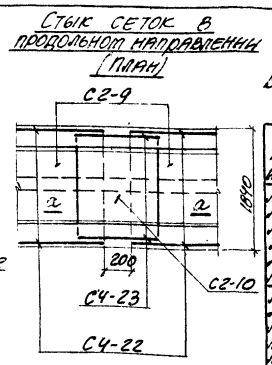 Стык сеток в
продольном направлении
(план)
С2-9
а
а
1840
200
С2-10
С4-23
С4-22